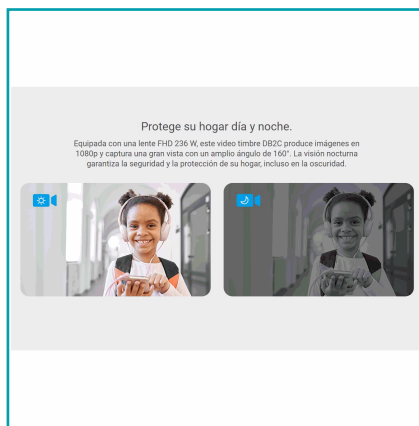 Protege su hogar día y noche.
Equipada con una lente FHD 236 W, este video timbre DB2C produce imágenes en
1080p y captura una gran vista con un amplio ángulo de 160°. La visión nocturna
garantiza la seguridad y la protección de su hogar, incluso en la oscuridad.